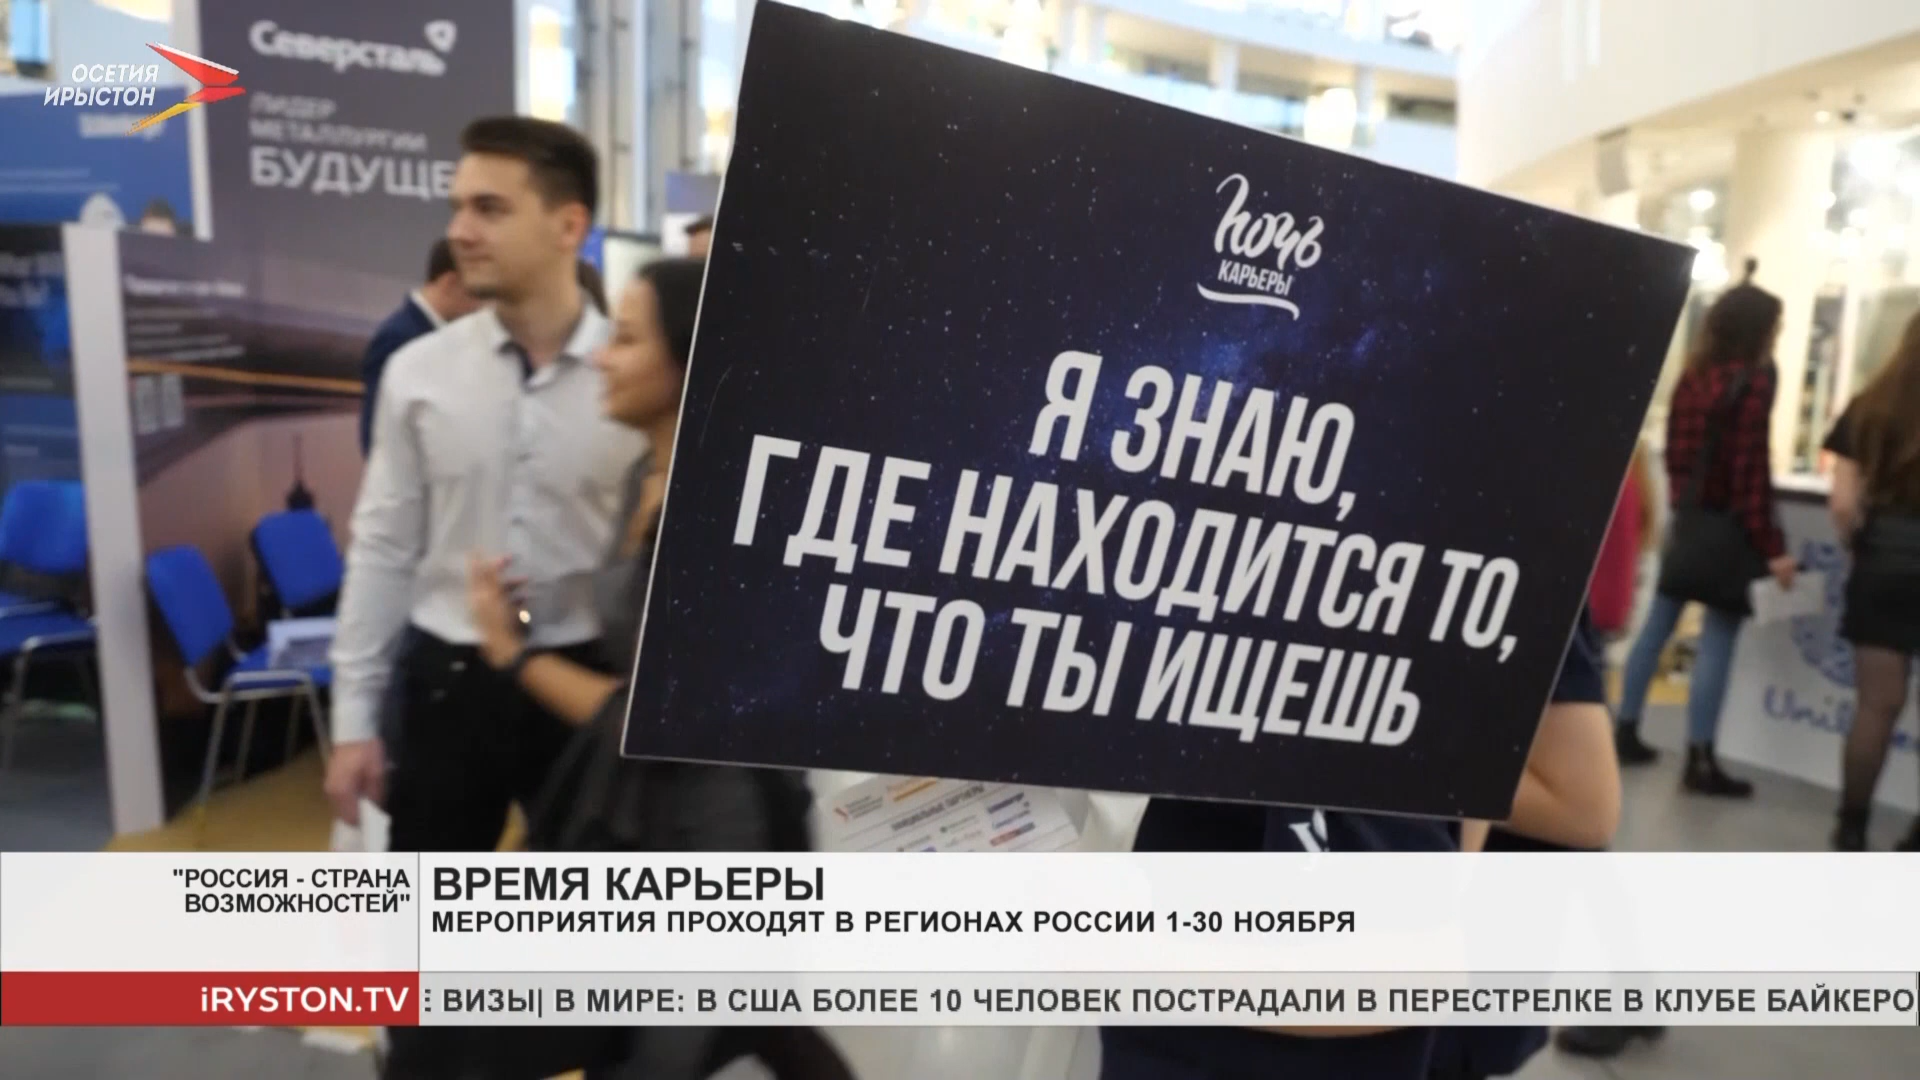 ОСЕТИЯ
ИРЫСТОН
Северсталь
ЛИДЕР
МЕТАЛЛУРГИИ
БУДУЩЕ
Ночь
КАРЬЕРЫ
Я ЗНАЮ,
ГДЕ НАХОДИТСЯ ТО,
ЧТО ТЫ ИЩЕШЬ
"РОССИЯ - СТРАНА
ВОЗМОЖНОСТЕЙ"
ВРЕМЯ КАРЬЕРЫ
МЕРОПРИЯТИЯ ПРОХОДЯТ В РЕГИОНАХ РОССИИ 1-30 НОЯБРЯ
iRYSTON.TV
Е ВИЗЫ| В МИРЕ: В США БОЛЕЕ 10 ЧЕЛОВЕК ПОСТРАДАЛИ В ПЕРЕСТРЕЛКЕ В КЛУБЕ БАЙКЕРО